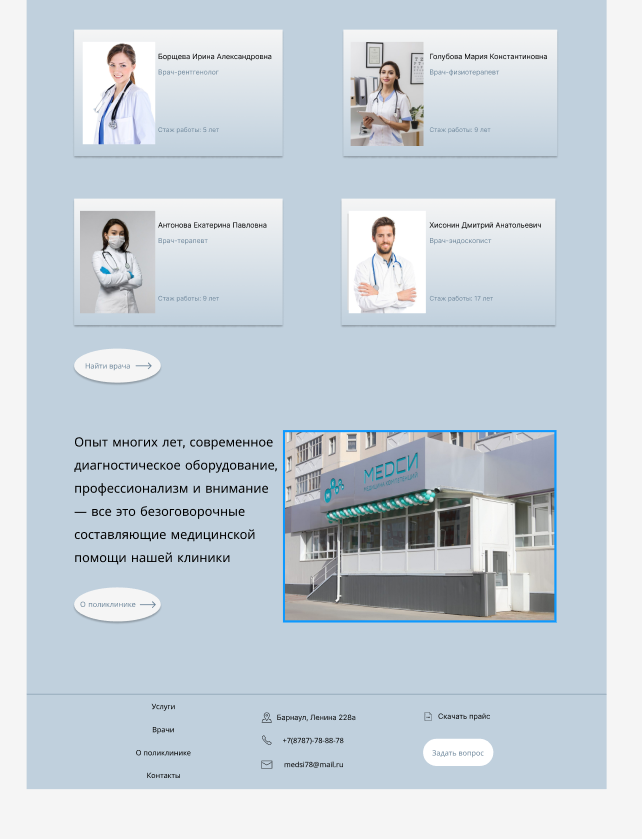 Борщева Ирина Александровна
Врач-рентгенолог
Стаж работы: 5 лет
Голубова Мария Константиновна
Врач-физиотерапевт
Стаж работы: 9 лет
Антонова Екатерина Павловна
Врач-терапевт
Стаж работы: 9 лет
Хисонин Дмитрий Анатольевич
Врач-эндоскопист
Стаж работы: 17 лет
Найти врача
Опыт многих лет, современное
диагностическое оборудование,
профессионализм и внимание
— все это безоговорочные
составляющие медицинской
помощи нашей клиники
МЕДСИ
МЕДИЦИНА КОМПЕТЕНЦИЙ
О поликлинике
Услуги
Врачи
О поликлинике
Контакты
Барнаул, Ленина 228а
+7(8787)-78-88-78
medsi78@mail.ru
Скачать прайс
Задать вопрос